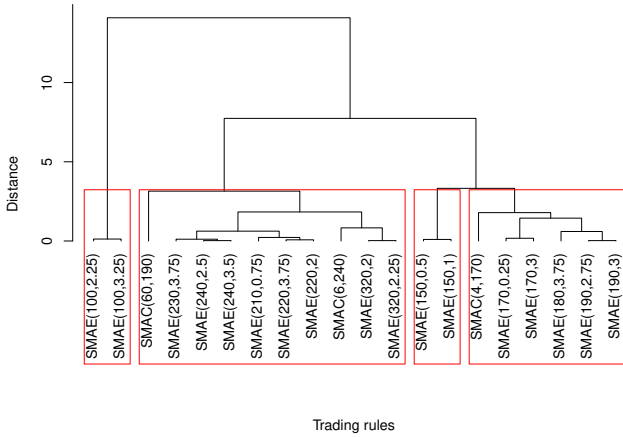 10
5
0
Distance
SMAE(100,2.25)
SMAE(100,3.25)
SMAC(60,190)
SMAE(230,3.75)
SMAE(240,2.5)
SMAE(240,3.5)
SMAE(210,0.75)
SMAE(220,3.75)
SMAE(220,2)
SMAC(6,240)
SMAE(320,2)
SMAE(320,2.25)
SMAE(150,0.5)
SMAE(150,1)
SMAC(4,170)
SMAE(170,0.25)
SMAE(170,3)
SMAE(180,3.75)
SMAE(190,2.75)
SMAE(190,3)
Trading rules